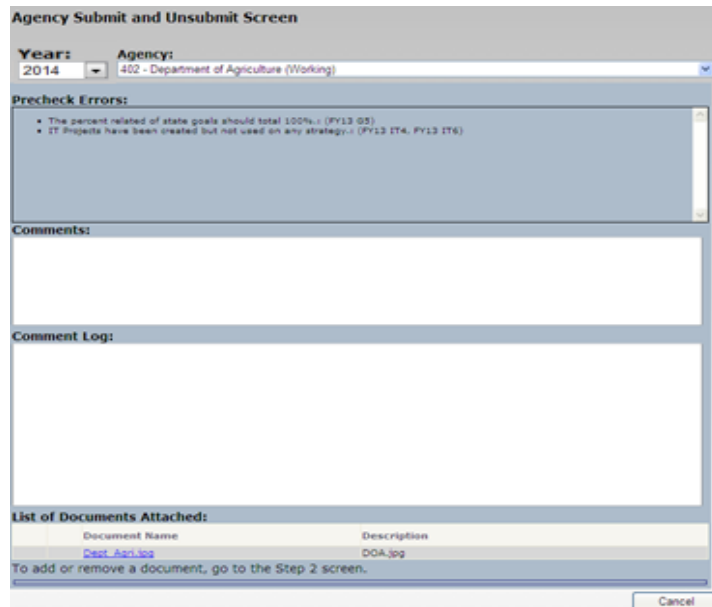 Agency Submit and Unsubmit Screen
Year: Agency:
2014 402 - Department of Agriculture (Working)
Precheck Errors:
• The percent related of state goals should total 100%.: (FY13 G5)
• IT Projects have been created but not used on any strategy.: (FY13 IT4, FY13 IT6)
Comments:
Comment Log:
List of Documents Attached:
Document Name Description
Dept_Agri.jpg DOA.jpg
To add or remove a document, go to the Step 2 screen.
Cancel